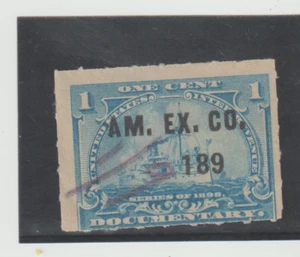 ONE CENT
1 1
UNITED STATES INTERNAL REVENUE
AM. EX. CO.
189
SERIES OF 1898.
DOCUMENTARY.